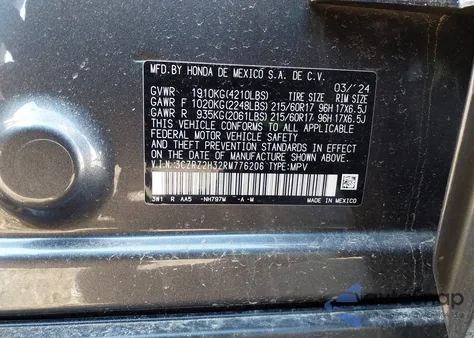 MFD.BY HONDA DE MEXICO S.A. DE C.V.
03/'24
GVWR 1910KG(4210LBS) TIRE SIZE RIM SIZE
GAWR F 1020KG(2248LBS) 215/60R17 96H 17X6.5J
GAWR R 935KG(2061LBS) 215/60R17 96H 17X6.5J
THIS VEHICLE CONFORMS TO ALL APPLICABLE
FEDERAL MOTOR VEHICLE SAFETY, BUMPER,
AND THEFT PREVENTION STANDARDS IN EFFECT
ON THE DATE OF MANUFACTURE SHOWN ABOVE.
V.I.N.:3CZRZ2H32RM776206 TYPE:MPV
3W1 R AA5 -NH797M -A -M
MADE IN
MEXICO